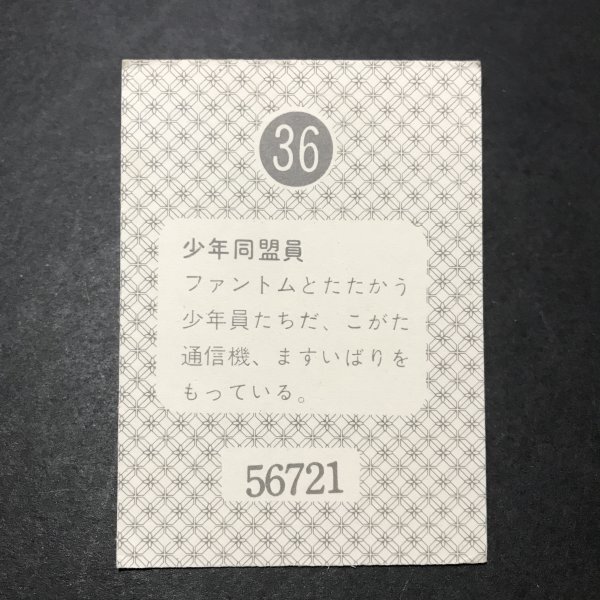 36
少年同盟員
ファントムとたたかう
少年員たちだ、こがた
通信機、ますいばりを
もっている。
56721